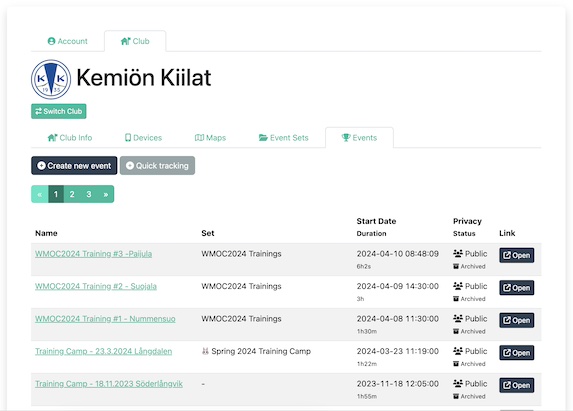 Account Club
K K
1935
Kemiön Kiilat
Switch Club
Club Info Devices Maps Event Sets Events
Create new event Quick tracking
« 1 2 3 »
Start Date Privacy
Name Set Duration Status Link
WMOC2024 Training #3 -Paijula WMOC2024 Trainings 2024-04-10 08:48:09 Public Open
6h2s Archived
WMOC2024 Training #2 - Suojala WMOC2024 Trainings 2024-04-09 14:30:00 Public Open
3h Archived
WMOC2024 Training #1 - Nummensuo WMOC2024 Trainings 2024-04-08 11:30:00 Public Open
1h30m Archived
Training Camp - 23.3.2024 Långdalen Spring 2024 Training Camp 2024-03-23 11:19:00 Public Open
1h22m Archived
Training Camp - 18.11.2023 Söderlångvik - 2023-11-18 12:05:00 Public Open
1h55m Archived